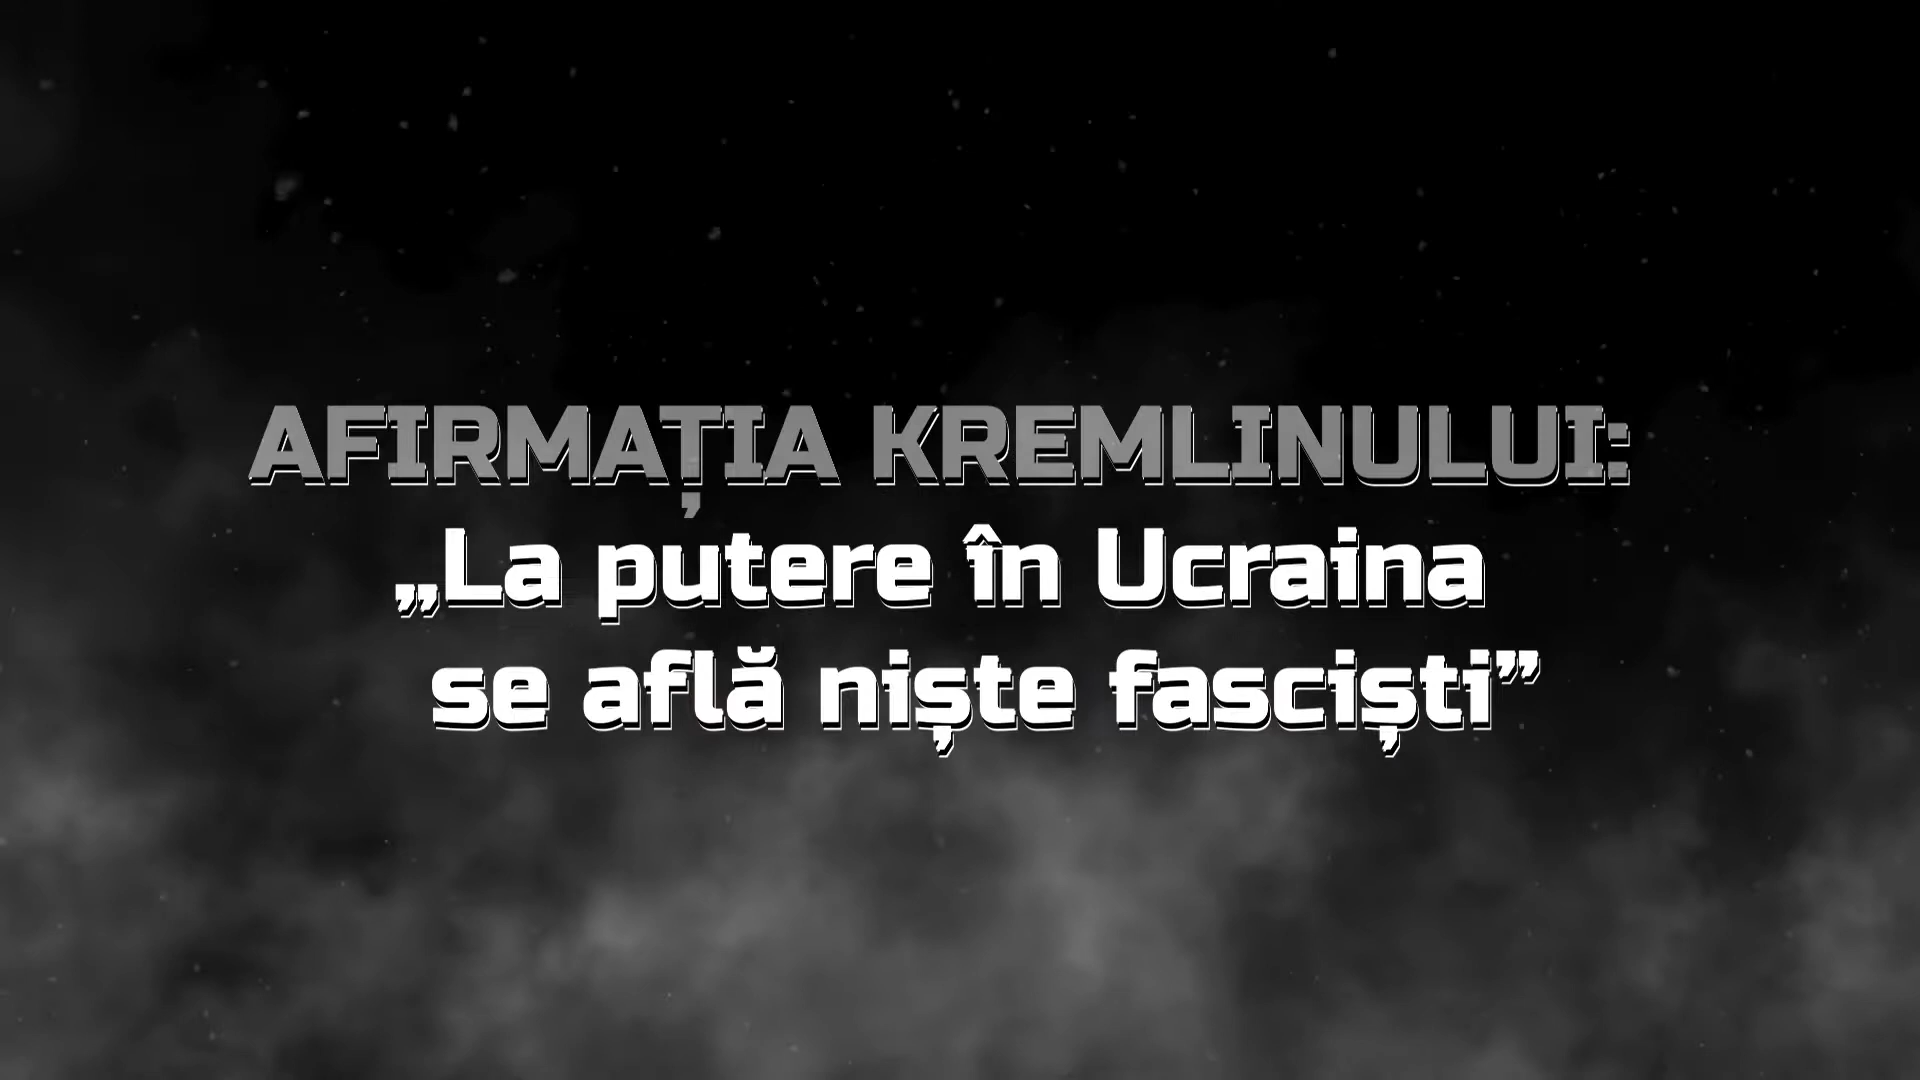 AFIRMAȚIA KREMLINULUI:
„La putere în Ucraina
se află niște fasciști”